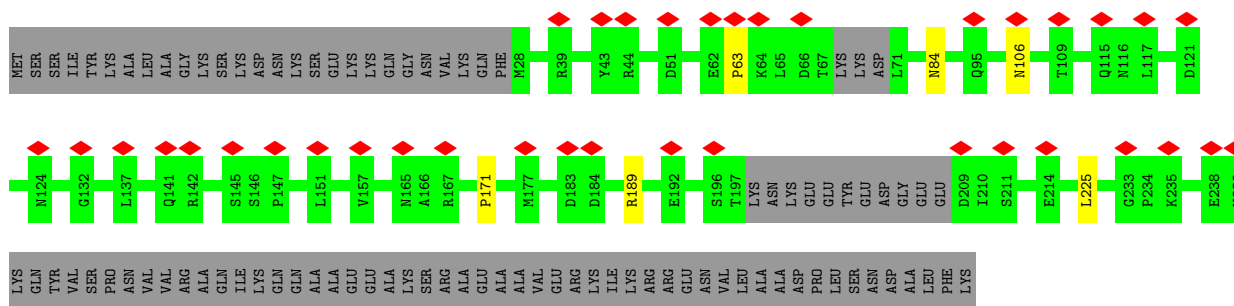 MET SER SER ILE TYR LYS ALA LEU ALA GLY LYS SER LYS ASP ASN LYS SER GLU LYS LYS GLN GLY ASN VAL LYS GLN PHE M28 R39 Y43 R44 D51 E62 P63 K64 L65 D66 T67 LYS LYS ASP L71 N84 Q95 N106 T109 Q115 N116 L117 D121
N124 G132 L137 Q141 R142 S145 S146 P147 L151 V157 N165 A166 R167 P171 M177 D183 D184 R189 E192 S196 T197 LYS ASN LYS GLU GLU TYR GLU ASP GLY GLU GLU D209 I210 S211 E214 L225 G233 P234 K235 E238
LYS GLN TYR VAL SER PRO ASN VAL VAL ARG ALA GLN ILE LYS GLN GLN ALA ALA GLU GLU ALA LYS SER ARG ALA GLU ALA ALA VAL GLU ARG LYS ILE LYS ARG ARG GLU ASN VAL LEU ALA ALA ASP PRO LEU SER ASN ASP ALA LEU PHE LYS